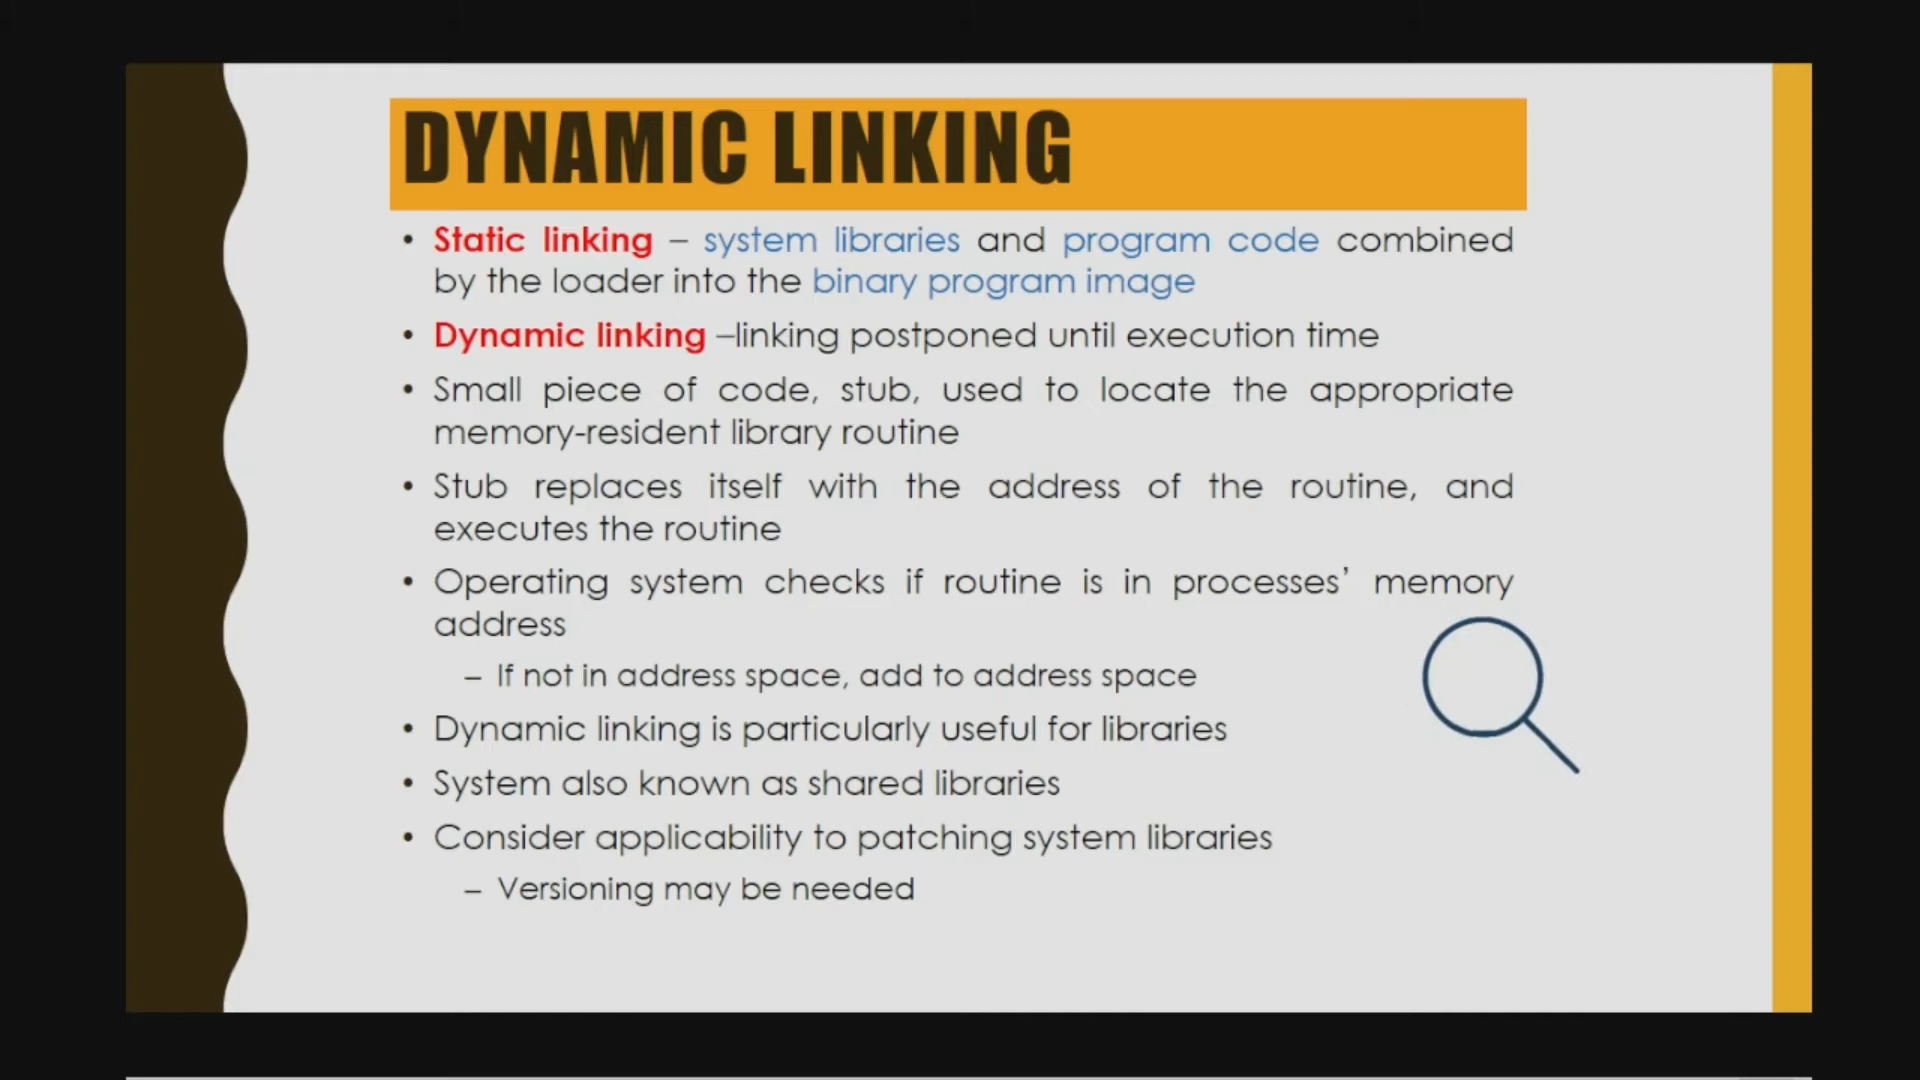 DYNAMIC LINKING
• Static linking – system libraries and program code combined
by the loader into the binary program image
• Dynamic linking –linking postponed until execution time
• Small piece of code, stub, used to locate the appropriate
memory-resident library routine
• Stub replaces itself with the address of the routine, and
executes the routine
• Operating system checks if routine is in processes’ memory
address
– If not in address space, add to address space
• Dynamic linking is particularly useful for libraries
• System also known as shared libraries
• Consider applicability to patching system libraries
– Versioning may be needed